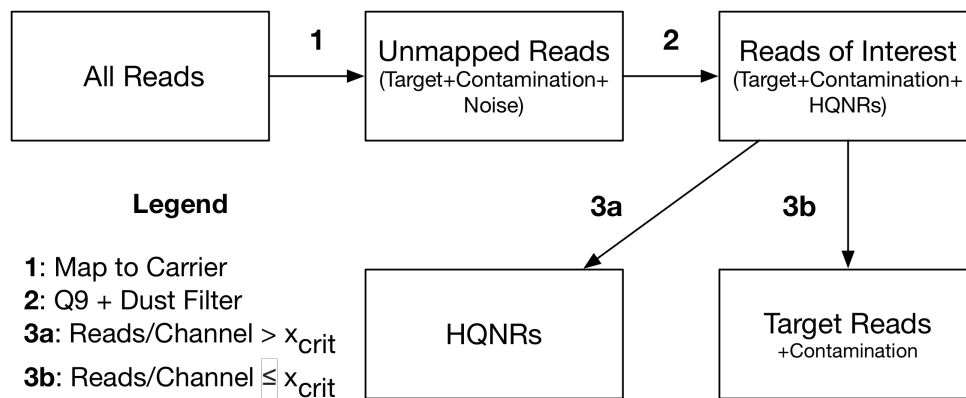 All Reads
1
Unmapped Reads
(Target+Contamination+
Noise)
2
Reads of Interest
(Target+Contamination+
HQNRs)
3a
3b
Legend
1: Map to Carrier
2: Q9 + Dust Filter
3a: Reads/Channel > xcrit
3b: Reads/Channel ≤ xcrit
HQNRs
Target Reads
+Contamination